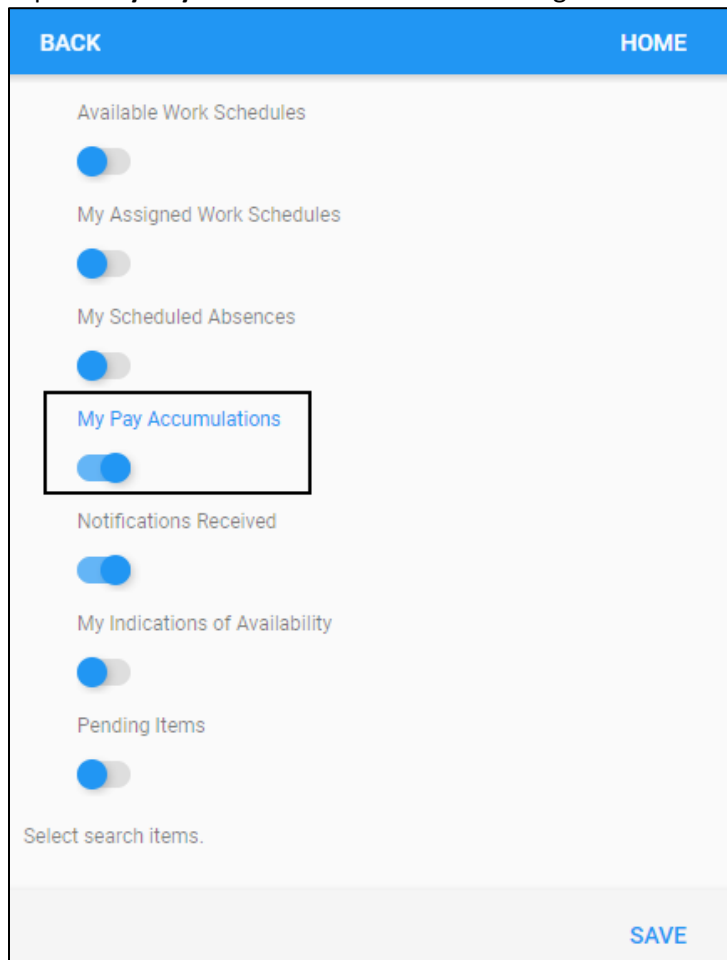 BACK HOME
Available Work Schedules
My Assigned Work Schedules
My Scheduled Absences
My Pay Accumulations
Notifications Received
My Indications of Availability
Pending Items
Select search items.
SAVE